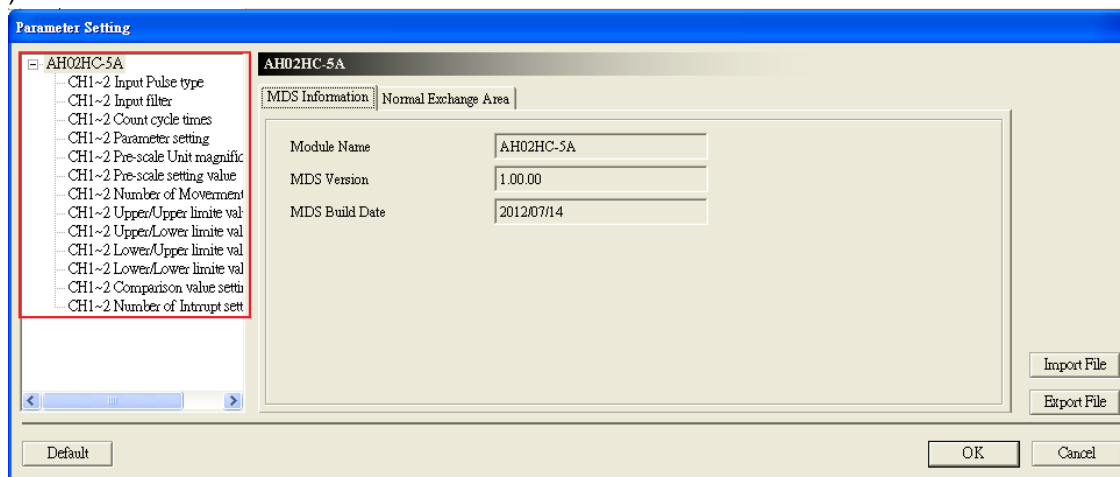 )
Parameter Setting
AH02HC-5A
CH1~2 Input Pulse type
CH1~2 Input filter
CH1~2 Count cycle times
CH1~2 Parameter setting
CH1~2 Pre-scale Unit magnific
CH1~2 Pre-scale setting value
CH1~2 Number of Movement
CH1~2 Upper/Upper limite val
CH1~2 Upper/Lower limite val
CH1~2 Lower/Upper limite val
CH1~2 Lower/Lower limite val
CH1~2 Comparison value settin
CH1~2 Number of Intrrupt sett
AH02HC-5A
MDS Information Normal Exchange Area
Module Name AH02HC-5A
MDS Version 1.00.00
MDS Build Date 2012/07/14
Import File
Export File
Default OK Cancel